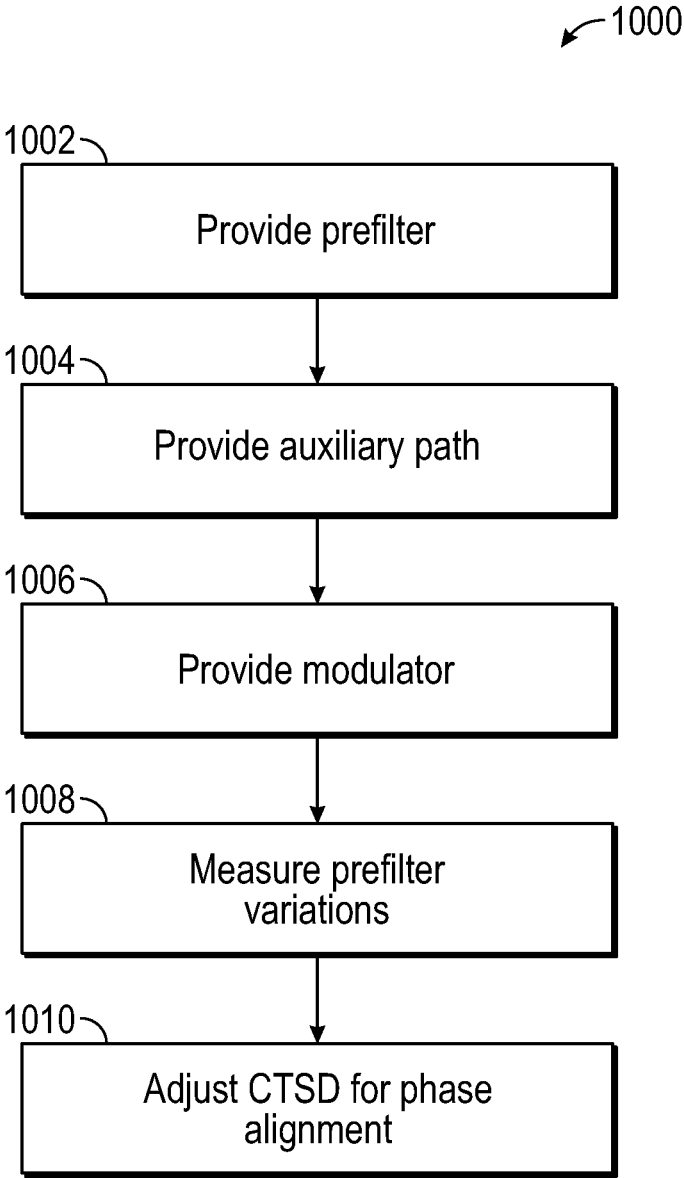 1000
1002
Provide prefilter
1004
Provide auxiliary path
1006
Provide modulator
1008
Measure prefilter
variations
1010
Adjust CTSD for phase
alignment